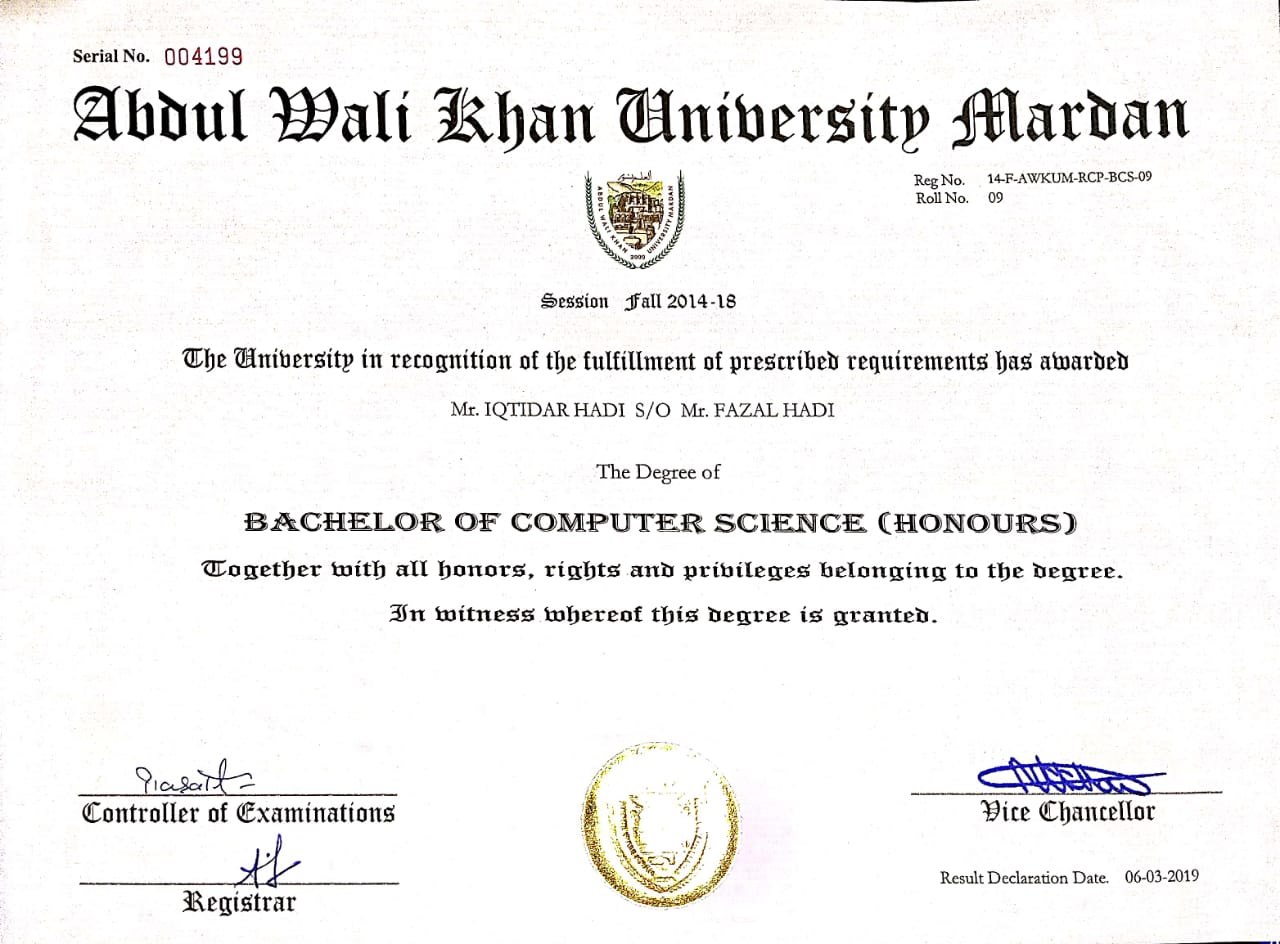 Serial No. 004199
Abdul Wali Khan University Mardan
Reg No. 14-F-AWKUM-RCP-BCS-09
Roll No. 09
ABDUL WALI KHAN UNIVERSITY MARDAN
2009
Session Fall 2014-18
The University in recognition of the fulfillment of prescribed requirements has awarded
Mr. IQTIDAR HADI S/O Mr. FAZAL HADI
The Degree of
BACHELOR OF COMPUTER SCIENCE (HONOURS)
Together with all honors, rights and privileges belonging to the degree.
In witness whereof this degree is granted.
Controller of Examinations
Vice Chancellor
Registrar
Result Declaration Date. 06-03-2019